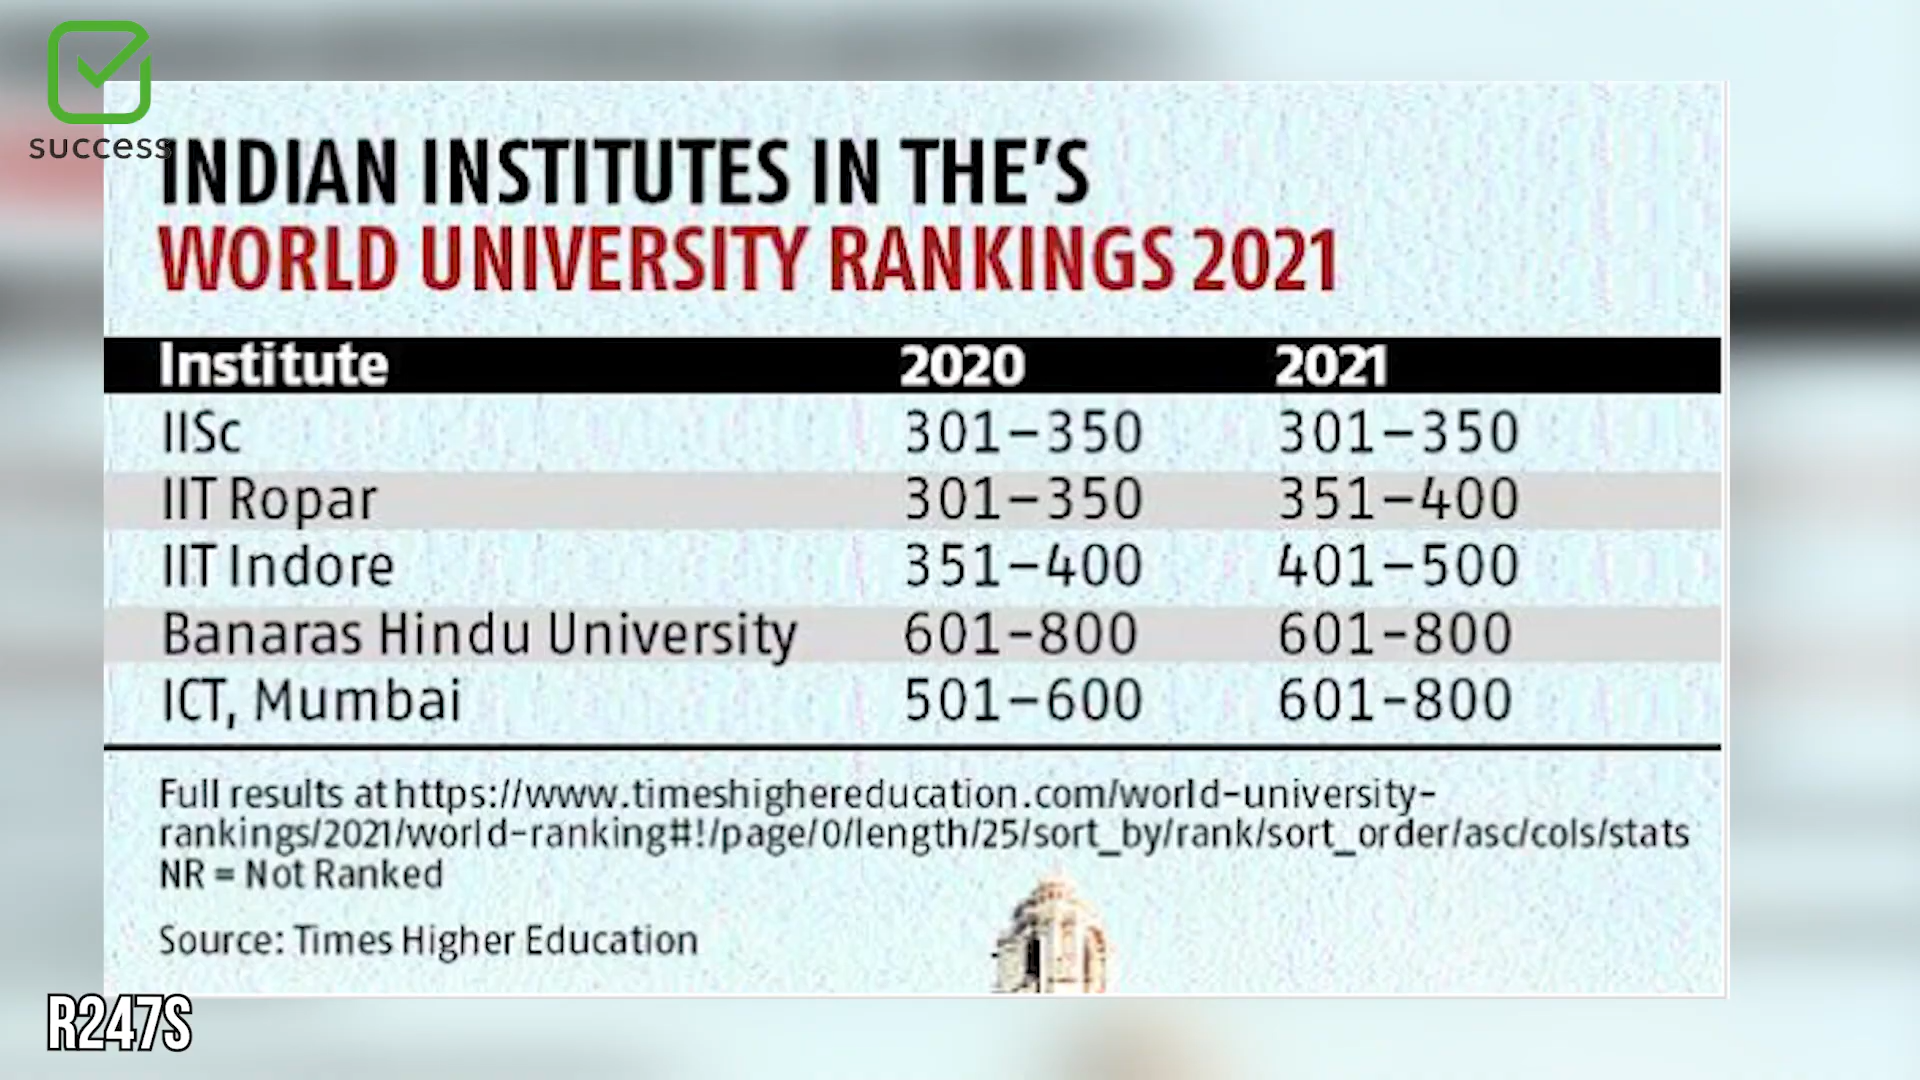 success
INDIAN INSTITUTES IN THE'S
WORLD UNIVERSITY RANKINGS 2021
Institute 2020 2021
IISc 301–350 301–350
IIT Ropar 301–350 351–400
IIT Indore 351–400 401–500
Banaras Hindu University 601–800 601–800
ICT, Mumbai 501–600 601–800
Full results at https://www.timeshighereducation.com/world-university-
rankings/2021/world-ranking#!/page/0/length/25/sort_by/rank/sort_order/asc/cols/stats
NR = Not Ranked
Source: Times Higher Education
R247S